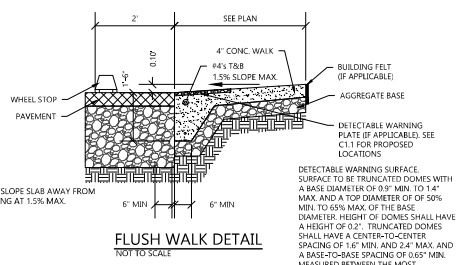 2'
SEE PLAN
0.10'
1'-6"
4" CONC. WALK
#4's T&B
1.5% SLOPE MAX.
BUILDING FELT
(IF APPLICABLE)
WHEEL STOP
AGGREGATE BASE
PAVEMENT
DETECTABLE WARNING
PLATE (IF APPLICABLE). SEE
C1.1 FOR PROPOSED
LOCATIONS
SLOPE SLAB AWAY FROM
NG AT 1.5% MAX.
6" MIN
6" MIN
DETECTABLE WARNING SURFACE.
SURFACE TO BE TRUNCATED DOMES WITH
A BASE DIAMETER OF 0.9" MIN. TO 1.4"
MAX. AND A TOP DIAMETER OF OF 50%
MIN. TO 65% MAX. OF THE BASE
DIAMETER. HEIGHT OF DOMES SHALL HAVE
A HEIGHT OF 0.2". TRUNCATED DOMES
SHALL HAVE A CENTER-TO-CENTER
SPACING OF 1.6" MIN. AND 2.4" MAX. AND
A BASE-TO-BASE SPACING OF 0.65" MIN.
MEASURED BETWEEN THE MOST
FLUSH WALK DETAIL
NOT TO SCALE